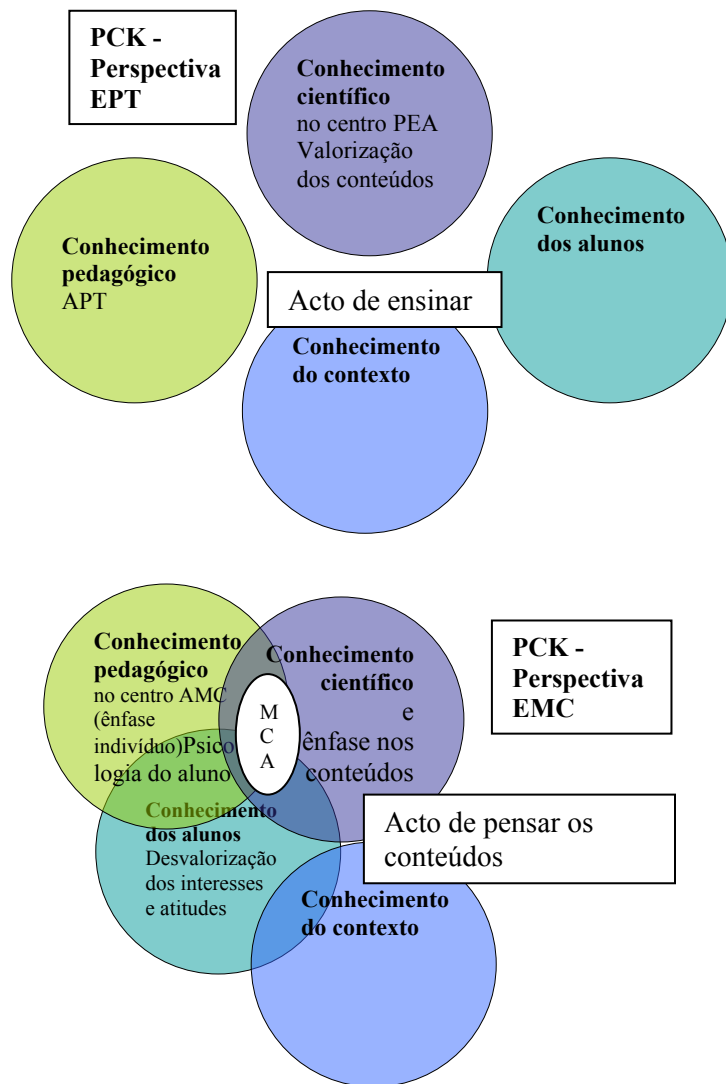 PCK -
Perspectiva
EPT
Conhecimento
científico
no centro PEA
Valorização
dos conteúdos
Conhecimento
pedagógico
APT
Conhecimento
dos alunos
Acto de ensinar
Conhecimento
do contexto
Conhecimento
pedagógico
no centro AMC
(ênfase
indivíduo)Psico
logia do aluno
Conhecimento
científico
e
ênfase nos
conteúdos
M
C
A
PCK -
Perspectiva
EMC
Conhecimento
dos alunos
Desvalorização
dos interesses
e atitudes
Acto de pensar os
conteúdos
Conhecimento
do contexto